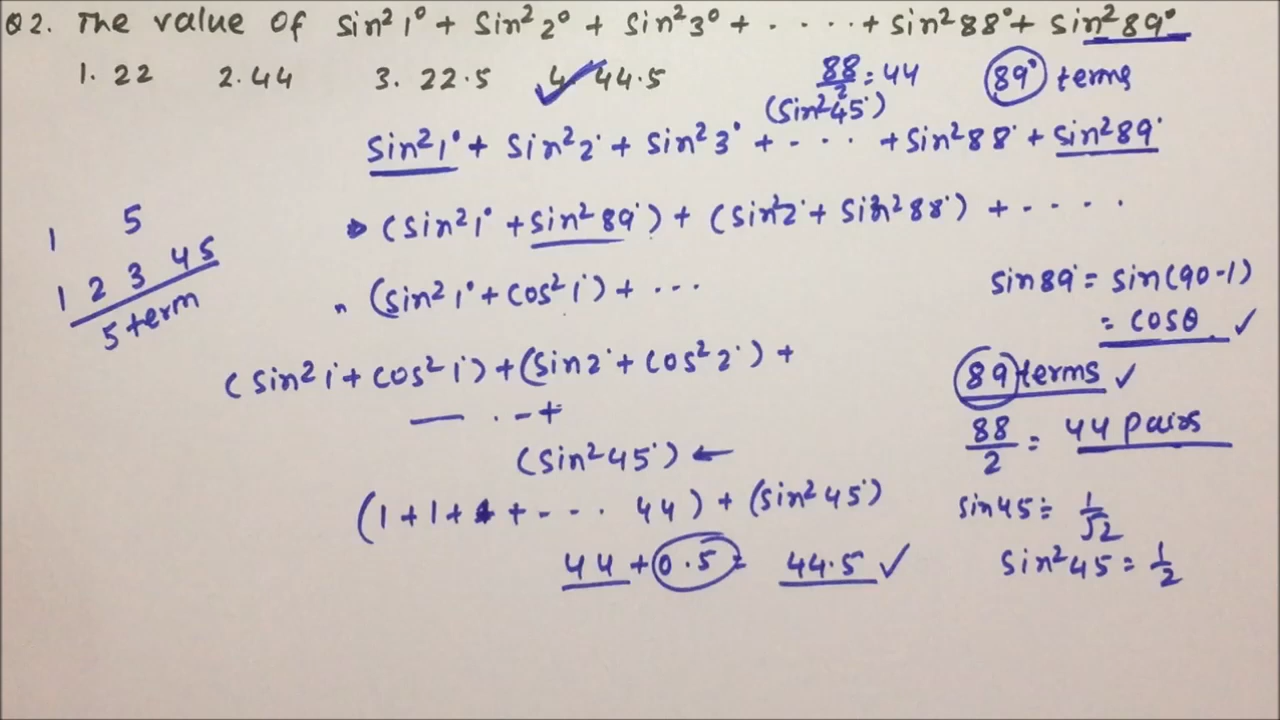 Q2. The value of sin²1° + sin²2° + sin²3° + . . . . + sin²88° + sin²89°
1. 22 2. 44 3. 22.5 4 44.5
88/2 = 44
89° terms
(sin²45°)
sin²1° + sin²2° + sin²3° + - . . . + sin²88° + sin²89°
(sin²1° + sin²89°) + (sin²2 + sin²88°) + - . . .
= (sin²1° + cos²1°) + ...
(sin²1 + cos²1) + (sin2° + cos²2°) +
— . - +
(sin²45°) ←
(1+1+1+ - . . . 44) + (sin²45°)
44 + 0.5 = 44.5 ✓
1 5
1 2 3 4 5
5 term
sin89° = sin(90-1)
= cosθ ✓
89 terms ✓
88/2 = 44 pairs
sin45 = 1/√2
sin²45 = 1/2